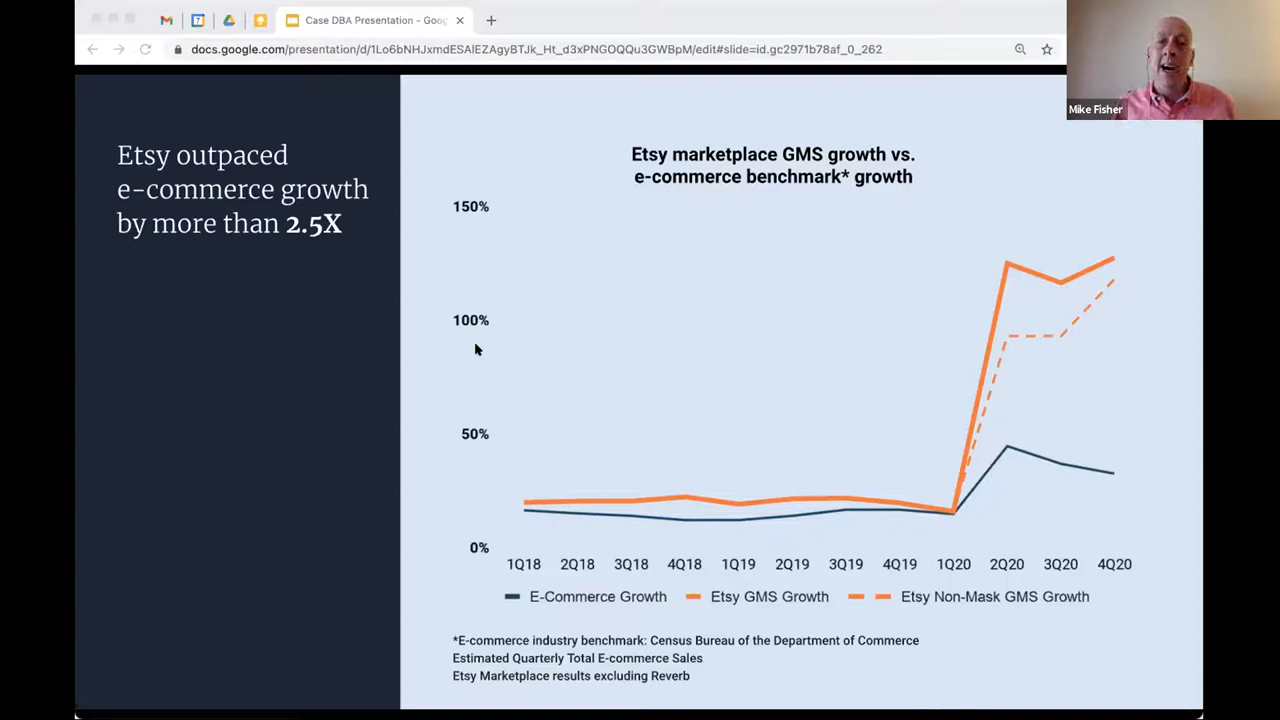 Case DBA Presentation - Goo
docs.google.com/presentation/d/1Lo6bNHJxmdESAlEZAgyBTJk_Ht_d3xPNGOQQu3GWBpM/edit#slide=id.gc2971b78af_0_262
Mike Fisher
Etsy outpaced
e-commerce growth
by more than 2.5X
Etsy marketplace GMS growth vs.
e-commerce benchmark* growth
150%
100%
50%
0%
1Q18 2Q18 3Q18 4Q18 1Q19 2Q19 3Q19 4Q19 1Q20 2Q20 3Q20 4Q20
E-Commerce Growth Etsy GMS Growth Etsy Non-Mask GMS Growth
*E-commerce industry benchmark: Census Bureau of the Department of Commerce
Estimated Quarterly Total E-commerce Sales
Etsy Marketplace results excluding Reverb